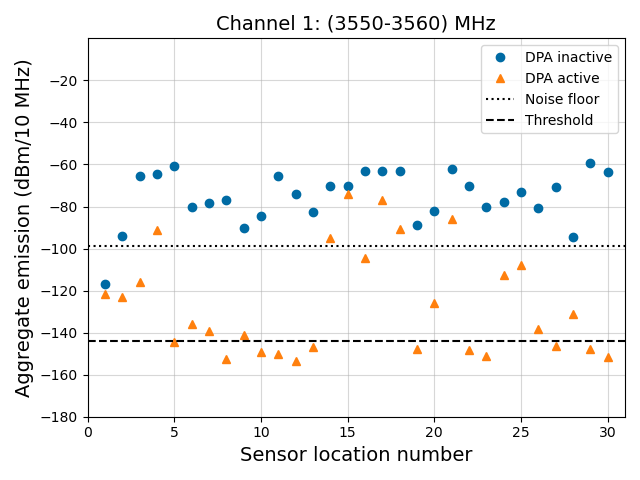 Channel 1: (3550-3560) MHz
DPA inactive
DPA active
Noise floor
Threshold
Aggregate emission (dBm/10 MHz)
−20
−40
−60
−80
−100
−120
−140
−160
−180
0 5 10 15 20 25 30
Sensor location number